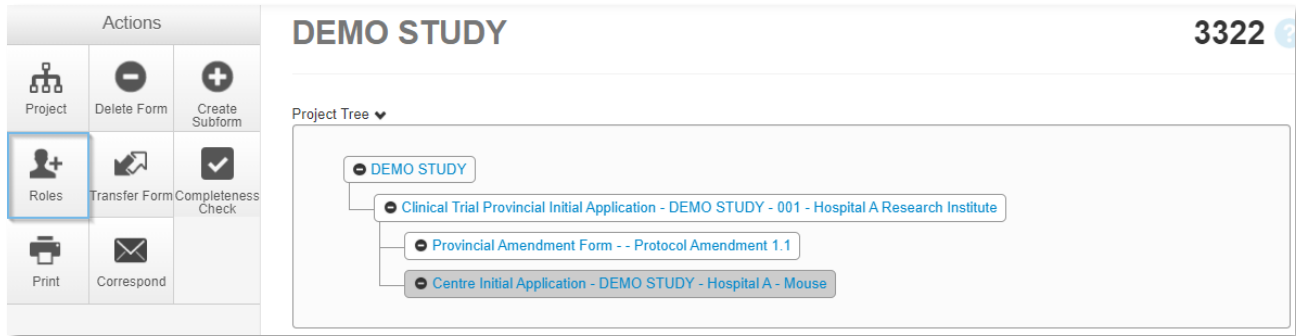 Actions
Project
Delete Form
Create
Subform
Roles
Transfer Form
Completeness
Check
Print
Correspond
DEMO STUDY
3322 ?
Project Tree
DEMO STUDY
Clinical Trial Provincial Initial Application - DEMO STUDY - 001 - Hospital A Research Institute
Provincial Amendment Form - - Protocol Amendment 1.1
Centre Initial Application - DEMO STUDY - Hospital A - Mouse